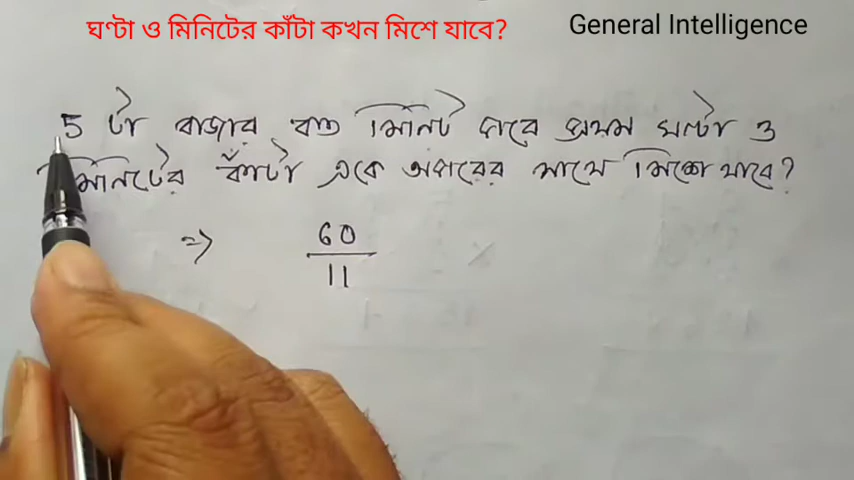 ঘণ্টা ও মিনিটের কাঁটা কখন মিশে যাবে?
General Intelligence
5 টা বাজার কত মিনিট পরে প্রথম ঘন্টা ও
মিনিটের কাঁটা একে অপরের সাথে মিশে যাবে?
⇒ 60
11